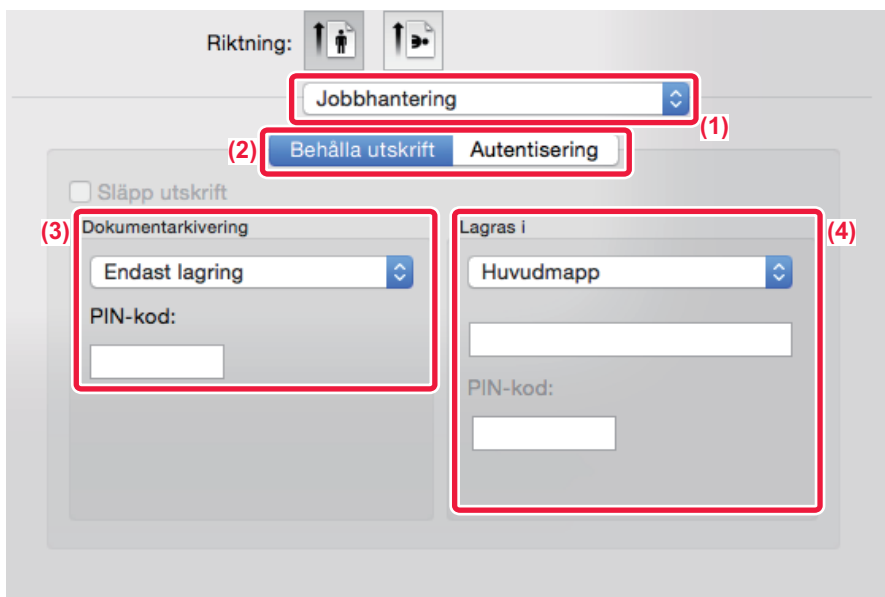 Riktning:
Jobbhantering
(1)
(2) Behålla utskrift Autentisering
Släpp utskrift
(3) Dokumentarkivering
Endast lagring
PIN-kod:
Lagras i (4)
Huvudmapp
PIN-kod: